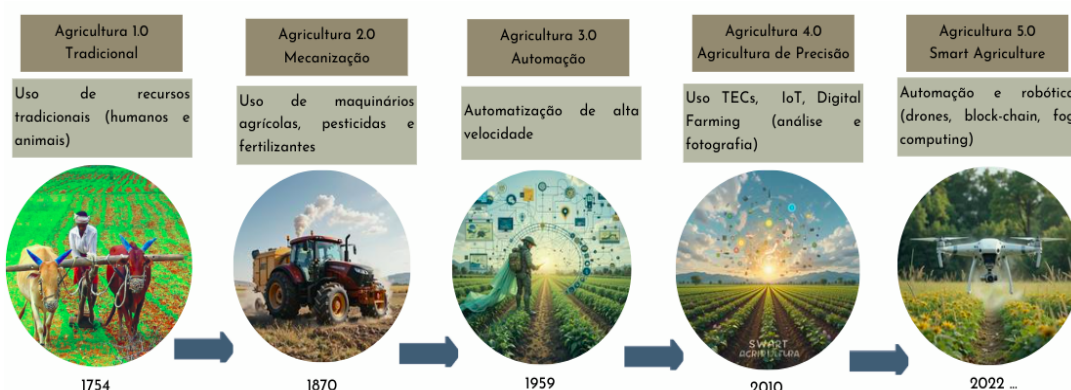 Agricultura 1.0
Tradicional
Uso de recursos
tradicionais (humanos e
animais)
1754
Agricultura 2.0
Mecanização
Uso de maquinários
agrícolas, pesticidas e
fertilizantes
1870
Agricultura 3.0
Automação
Automatização de alta
velocidade
1959
Agricultura 4.0
Agricultura de Precisão
Uso TECs, IoT, Digital
Farming (análise e
fotografia)
SWART
2010
Agricultura 5.0
Smart Agriculture
Automação e robótica
(drones, block-chain, fog
computing)
2022 ...